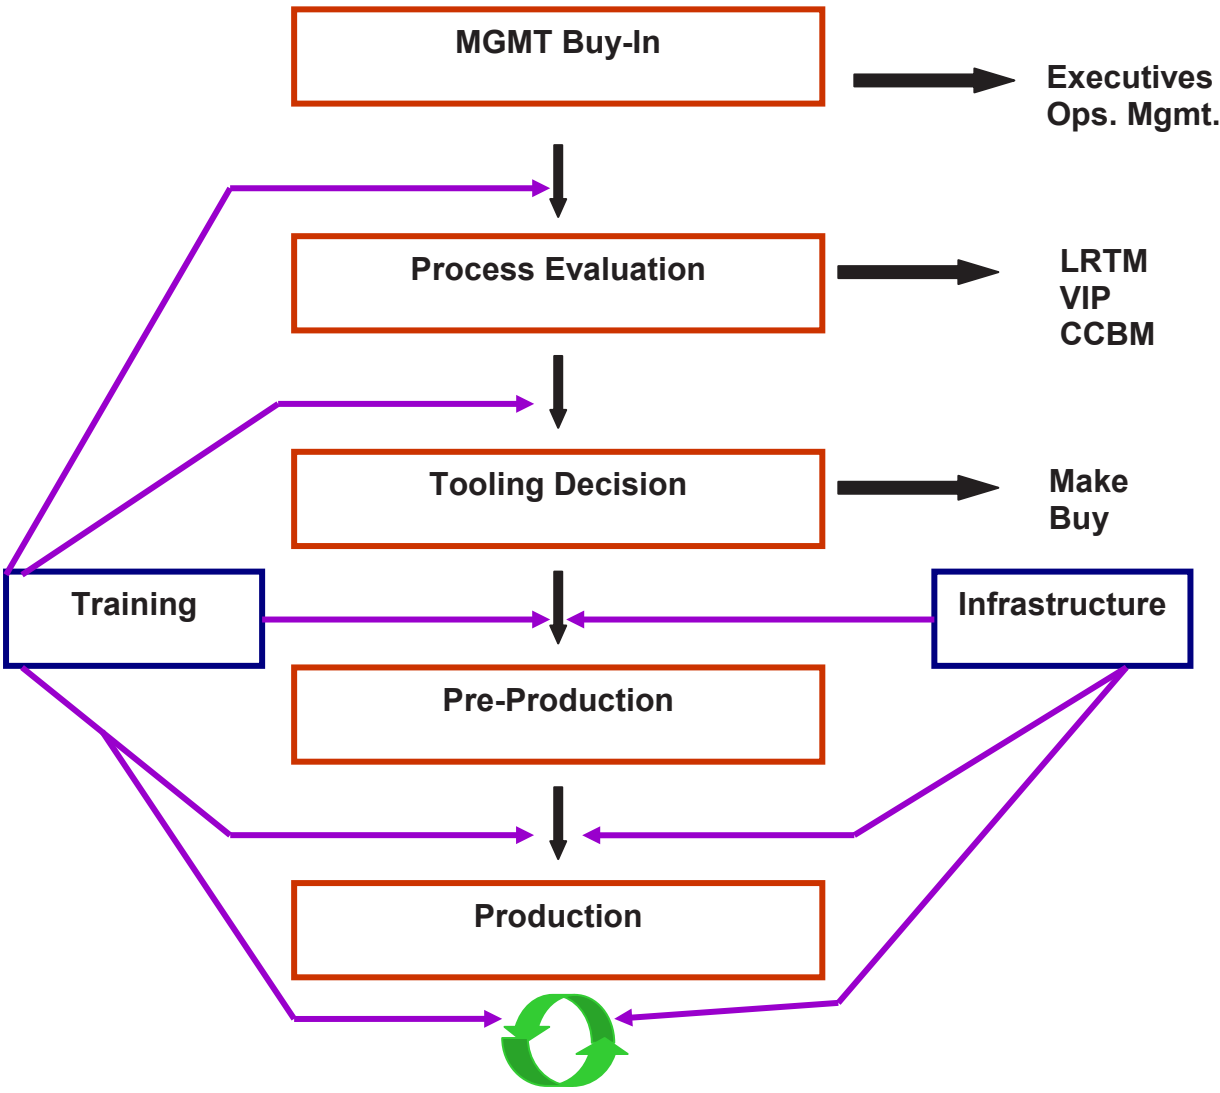 MGMT Buy-In
Executives
Ops. Mgmt.
Process Evaluation
LRTM
VIP
CCBM
Tooling Decision
Make
Buy
Training
Infrastructure
Pre-Production
Production